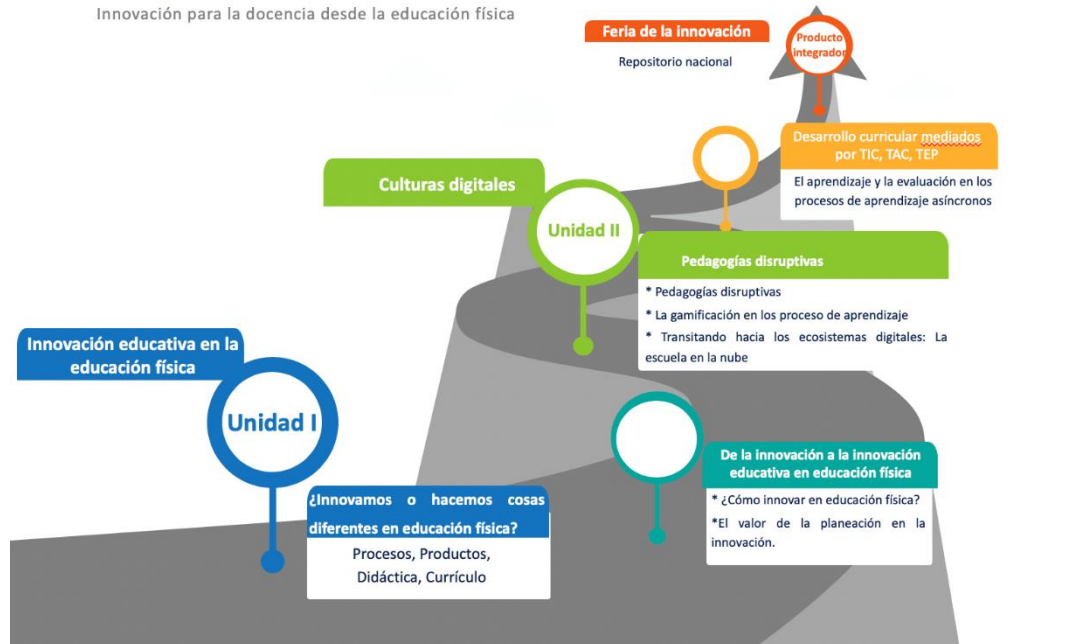 Innovación para la docencia desde la educación física
Feria de la innovación
Repositorio nacional
Producto
integrador
Desarrollo curricular mediados
por TIC, TAC, TEP
El aprendizaje y la evaluación en los
procesos de aprendizaje asíncronos
Culturas digitales
Unidad II
Pedagogías disruptivas
* Pedagogías disruptivas
* La gamificación en los proceso de aprendizaje
* Transitando hacia los ecosistemas digitales: La
escuela en la nube
Innovación educativa en la
educación física
Unidad I
¿Innovamos o hacemos cosas
diferentes en educación física?
Procesos, Productos,
Didáctica, Currículo
De la innovación a la innovación
educativa en educación física
* ¿Cómo innovar en educación física?
*El valor de la planeación en la
innovación.